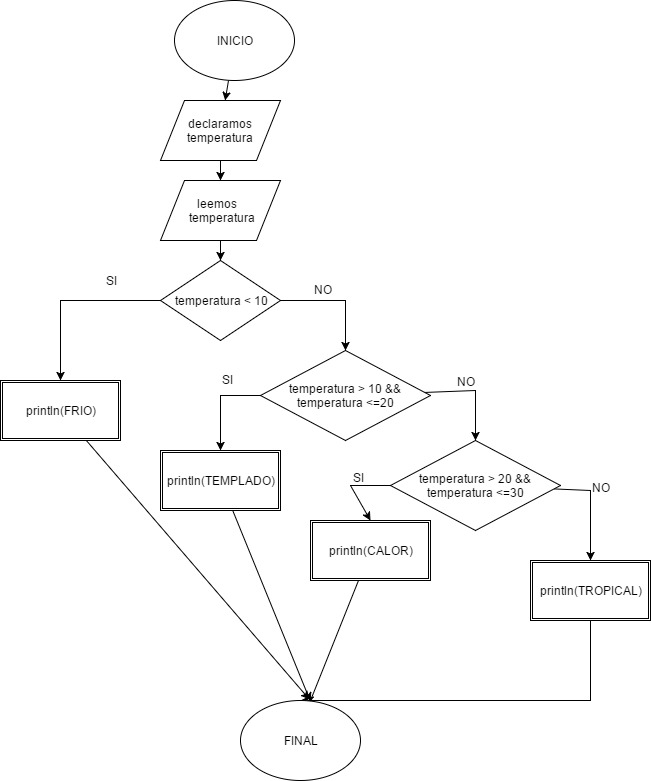 INICIO
declaramos
temperatura
leemos
temperatura
SI
temperatura < 10
NO
println(FRIO)
SI
temperatura > 10 &&
temperatura <=20
NO
println(TEMPLADO)
SI
temperatura > 20 &&
temperatura <=30
NO
println(CALOR)
println(TROPICAL)
FINAL